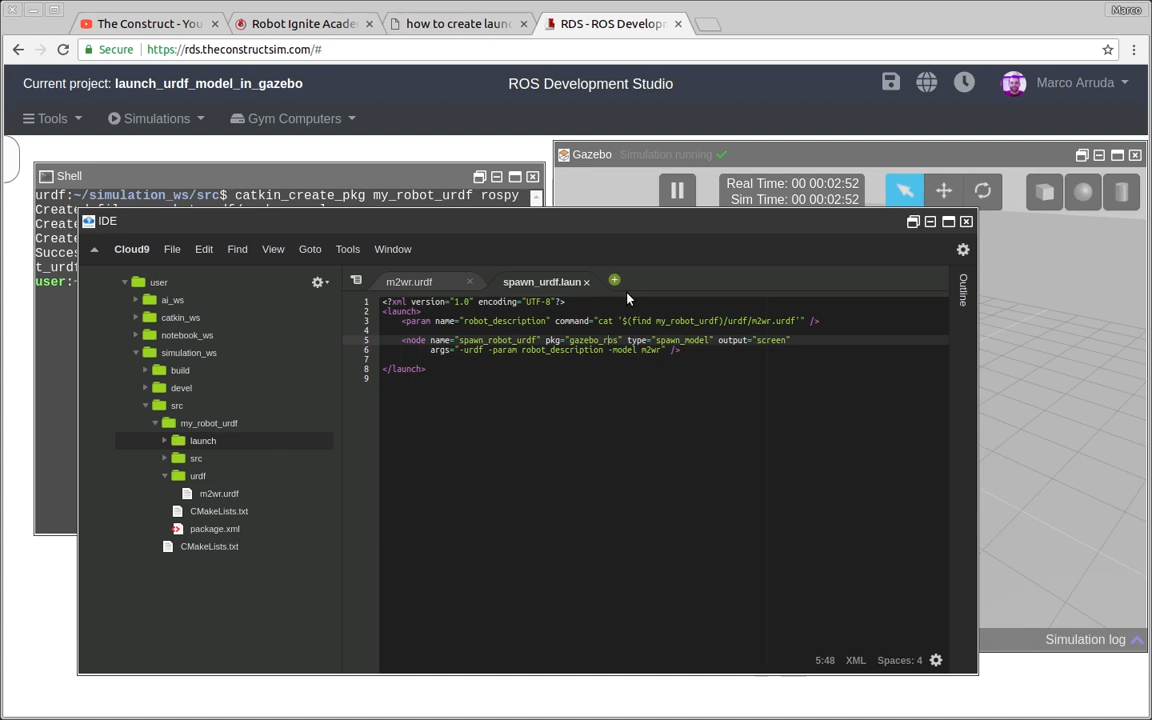 Marco
The Construct - You
Robot Ignite Acade
how to create laun
RDS - ROS Developn
Secure
https://rds.theconstructsim.com/#
Current project: launch_urdf_model_in_gazebo
ROS Development Studio
Marco Arruda
Tools
Simulations
Gym Computers
Gazebo
Simulation running
Shell
Real Time: 00 00:02:52
Sim Time: 00 00:02:52
urdf:~/simulation_ws/src$ catkin_create_pkg my_robot_urdf rospy
Create
Create
Create
Succes
t_urdf
user:~
IDE
Cloud9 File Edit Find View Goto Tools Window
m2wr.urdf
spawn_urdf.laun
Outline
user
ai_ws
catkin_ws
notebook_ws
simulation_ws
build
devel
src
my_robot_urdf
launch
src
urdf
m2wr.urdf
CMakeLists.txt
package.xml
CMakeLists.txt
1 <?xml version="1.0" encoding="UTF-8"?>
2 <launch>
3 <param name="robot_description" command="cat '$(find my_robot_urdf)/urdf/m2wr.urdf'" />
4
5 <node name="spawn_robot_urdf" pkg="gazebo_ros" type="spawn_model" output="screen"
6 args="-urdf -param robot_description -model m2wr" />
7
8 </launch>
9
5:48 XML Spaces: 4
Simulation log